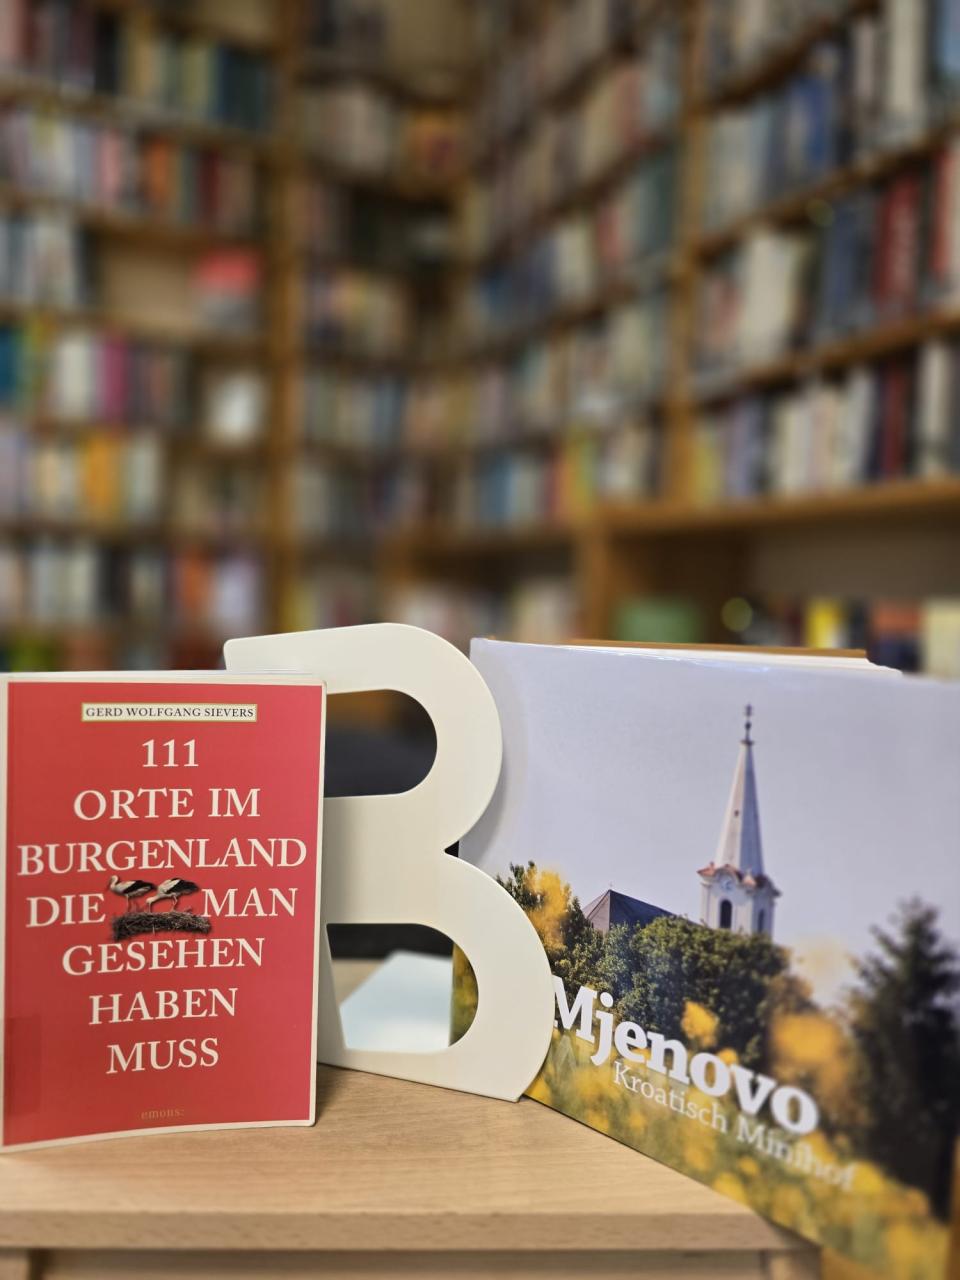 GERD WOLFGANG SIEVERS
111
ORTE IM
BURGENLAND
DIE MAN
GESEHEN
HABEN
MUSS
emons:
B
Mjenovo
Kroatisch Minihof